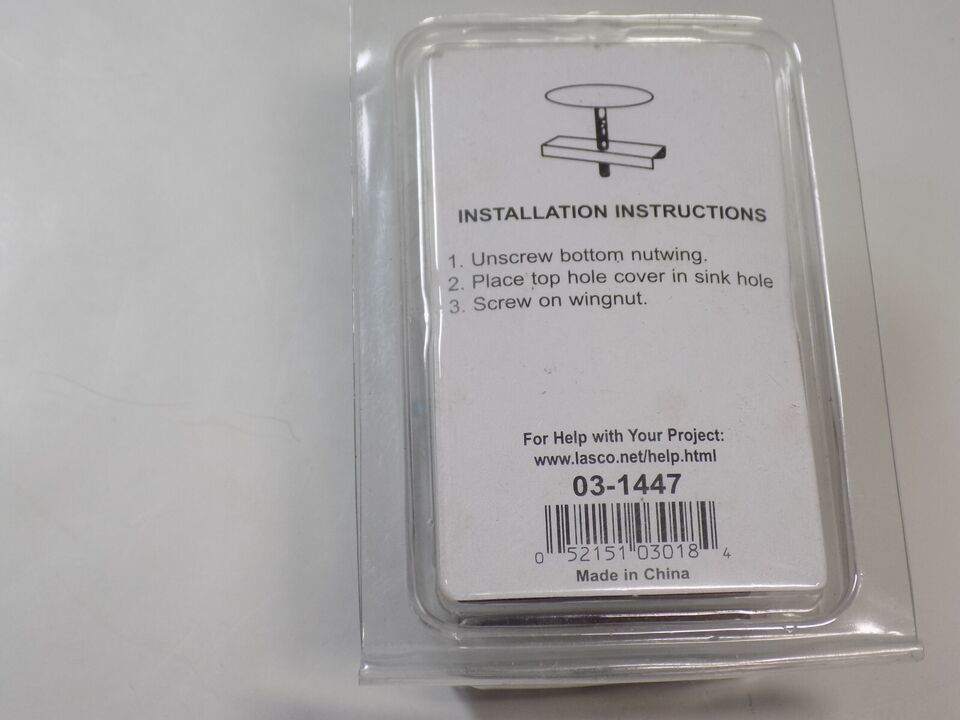 INSTALLATION INSTRUCTIONS
1. Unscrew bottom nutwing.
2. Place top hole cover in sink hole
3. Screw on wingnut.
For Help with Your Project:
www.lasco.net/help.html
03-1447
0 52151 03018 4
Made in China